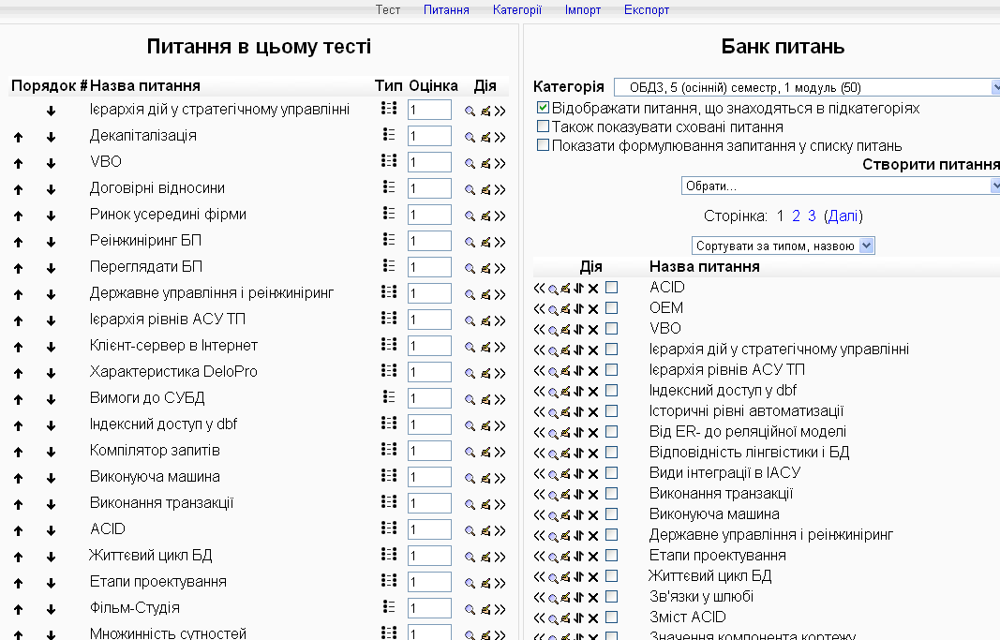 Тест Питання Категорії Імпорт Експорт
Питання в цьому тесті
Порядок # Назва питання Тип Оцінка Дія
Ієрархія дій у стратегічному управлінні 1
Декапіталізація 1
VBO 1
Договірні відносини 1
Ринок усередині фірми 1
Реінжиніринг БП 1
Переглядати БП 1
Державне управління і реінжиніринг 1
Ієрархія рівнів АСУ ТП 1
Клієнт-сервер в Інтернет 1
Характеристика DeloPro 1
Вимоги до СУБД 1
Індексний доступ у dbf 1
Компілятор запитів 1
Виконуюча машина 1
Виконання транзакції 1
ACID 1
Життєвий цикл БД 1
Етапи проектування 1
Фільм-Студія 1
Множинність сутностей 1
Банк питань
Категорія ОБДЗ, 5 (осінній) семестр, 1 модуль (50)
Відображати питання, що знаходяться в підкатегоріях
Також показувати сховані питання
Показати формулювання запитання у списку питань
Створити питання
Обрати...
Сторінка: 1 2 3 (Далі)
Сортувати за типом, назвою
Дія Назва питання
ACID
OEM
VBO
Ієрархія дій у стратегічному управлінні
Ієрархія рівнів АСУ ТП
Індексний доступ у dbf
Історичні рівні автоматизації
Від ER- до реляційної моделі
Відповідність лінгвістики і БД
Види інтеграції в ІАСУ
Виконання транзакції
Виконуюча машина
Державне управління і реінжиніринг
Етапи проектування
Життєвий цикл БД
Зв'язки у шлюбі
Зміст ACID
Значення компонента кортежу